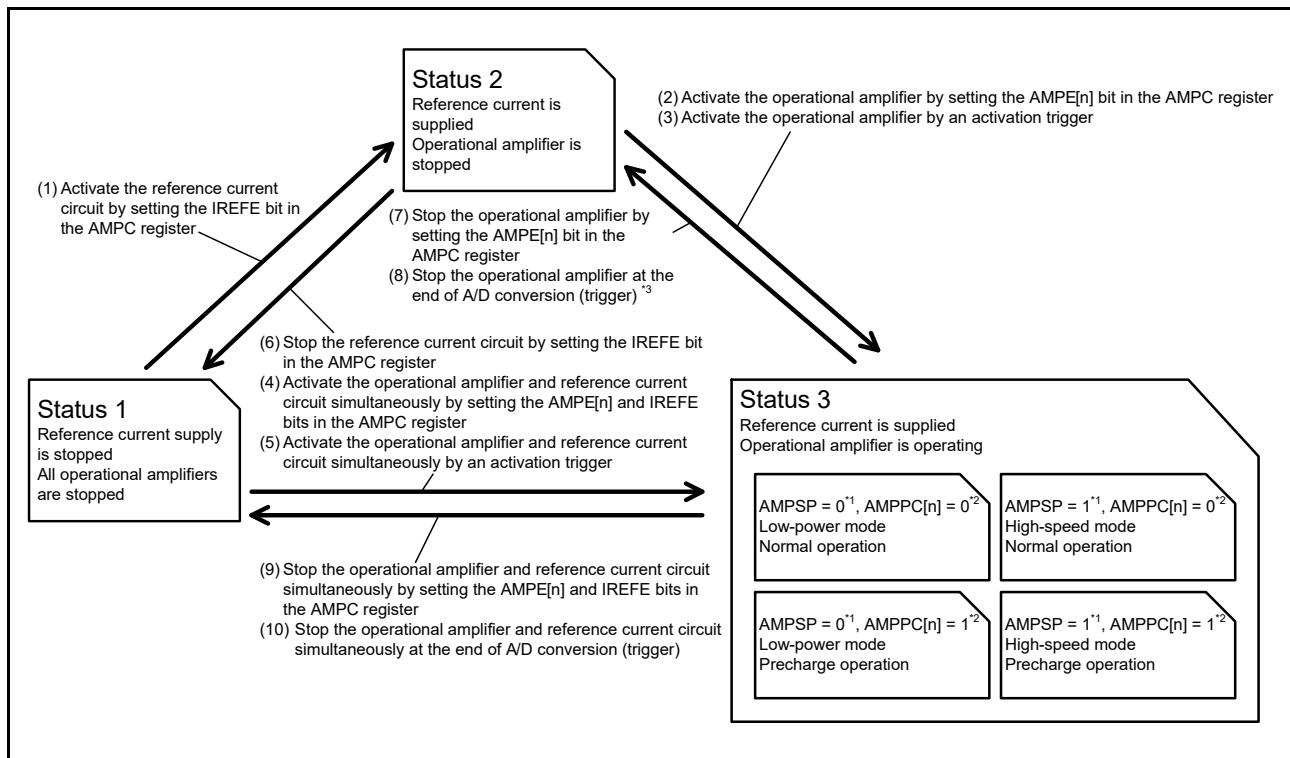 Status 2
Reference current is
supplied
Operational amplifier is
stopped
(2) Activate the operational amplifier by setting the AMPE[n] bit in the AMPC register
(3) Activate the operational amplifier by an activation trigger
(1) Activate the reference current
circuit by setting the IREFE bit in
the AMPC register
(7) Stop the operational amplifier by
setting the AMPE[n] bit in the
AMPC register
(8) Stop the operational amplifier at the
end of A/D conversion (trigger) *3
(6) Stop the reference current circuit by setting the IREFE bit
in the AMPC register
(4) Activate the operational amplifier and reference current
circuit simultaneously by setting the AMPE[n] and IREFE
bits in the AMPC register
(5) Activate the operational amplifier and reference current
circuit simultaneously by an activation trigger
Status 1
Reference current supply
is stopped
All operational amplifiers
are stopped
(9) Stop the operational amplifier and reference current circuit
simultaneously by setting the AMPE[n] and IREFE bits in
the AMPC register
(10) Stop the operational amplifier and reference current circuit
simultaneously at the end of A/D conversion (trigger)
Status 3
Reference current is supplied
Operational amplifier is operating
AMPSP = 0*1, AMPPC[n] = 0*2
Low-power mode
Normal operation
AMPSP = 1*1, AMPPC[n] = 0*2
High-speed mode
Normal operation
AMPSP = 0*1, AMPPC[n] = 1*2
Low-power mode
Precharge operation
AMPSP = 1*1, AMPPC[n] = 1*2
High-speed mode
Precharge operation